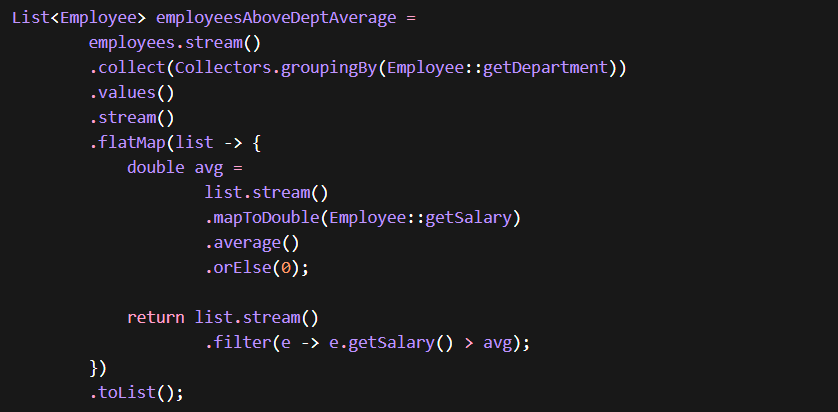 List<Employee> employeesAboveDeptAverage =
        employees.stream()
        .collect(Collectors.groupingBy(Employee::getDepartment))
        .values()
        .stream()
        .flatMap(list -> {
            double avg =
                    list.stream()
                    .mapToDouble(Employee::getSalary)
                    .average()
                    .orElse(0);

            return list.stream()
                    .filter(e -> e.getSalary() > avg);
        })
        .toList();